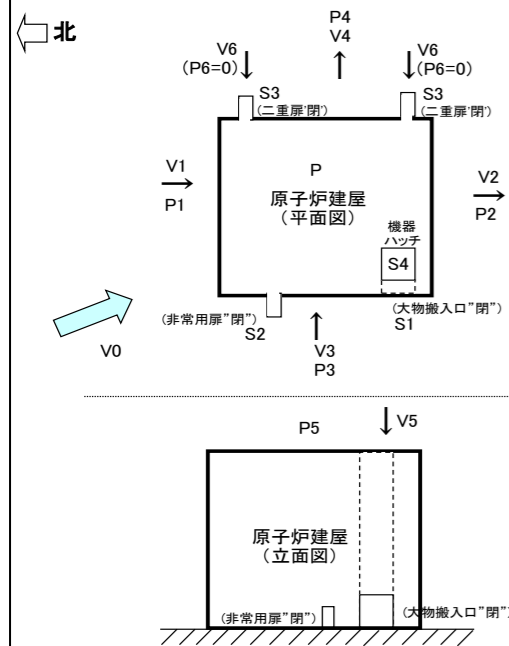 北
P4
V4
V6
(P6=0)
V6
(P6=0)
S3
(二重扉"閉")
S3
(二重扉"閉")
V1
P1
P
原子炉建屋
(平面図)
V2
P2
機器
ハッチ
S4
(非常用扉"閉")
S2
(大物搬入口"閉")
S1
V0
V3
P3
P5
V5
原子炉建屋
(立面図)
(非常用扉"閉")
(大物搬入口"閉")